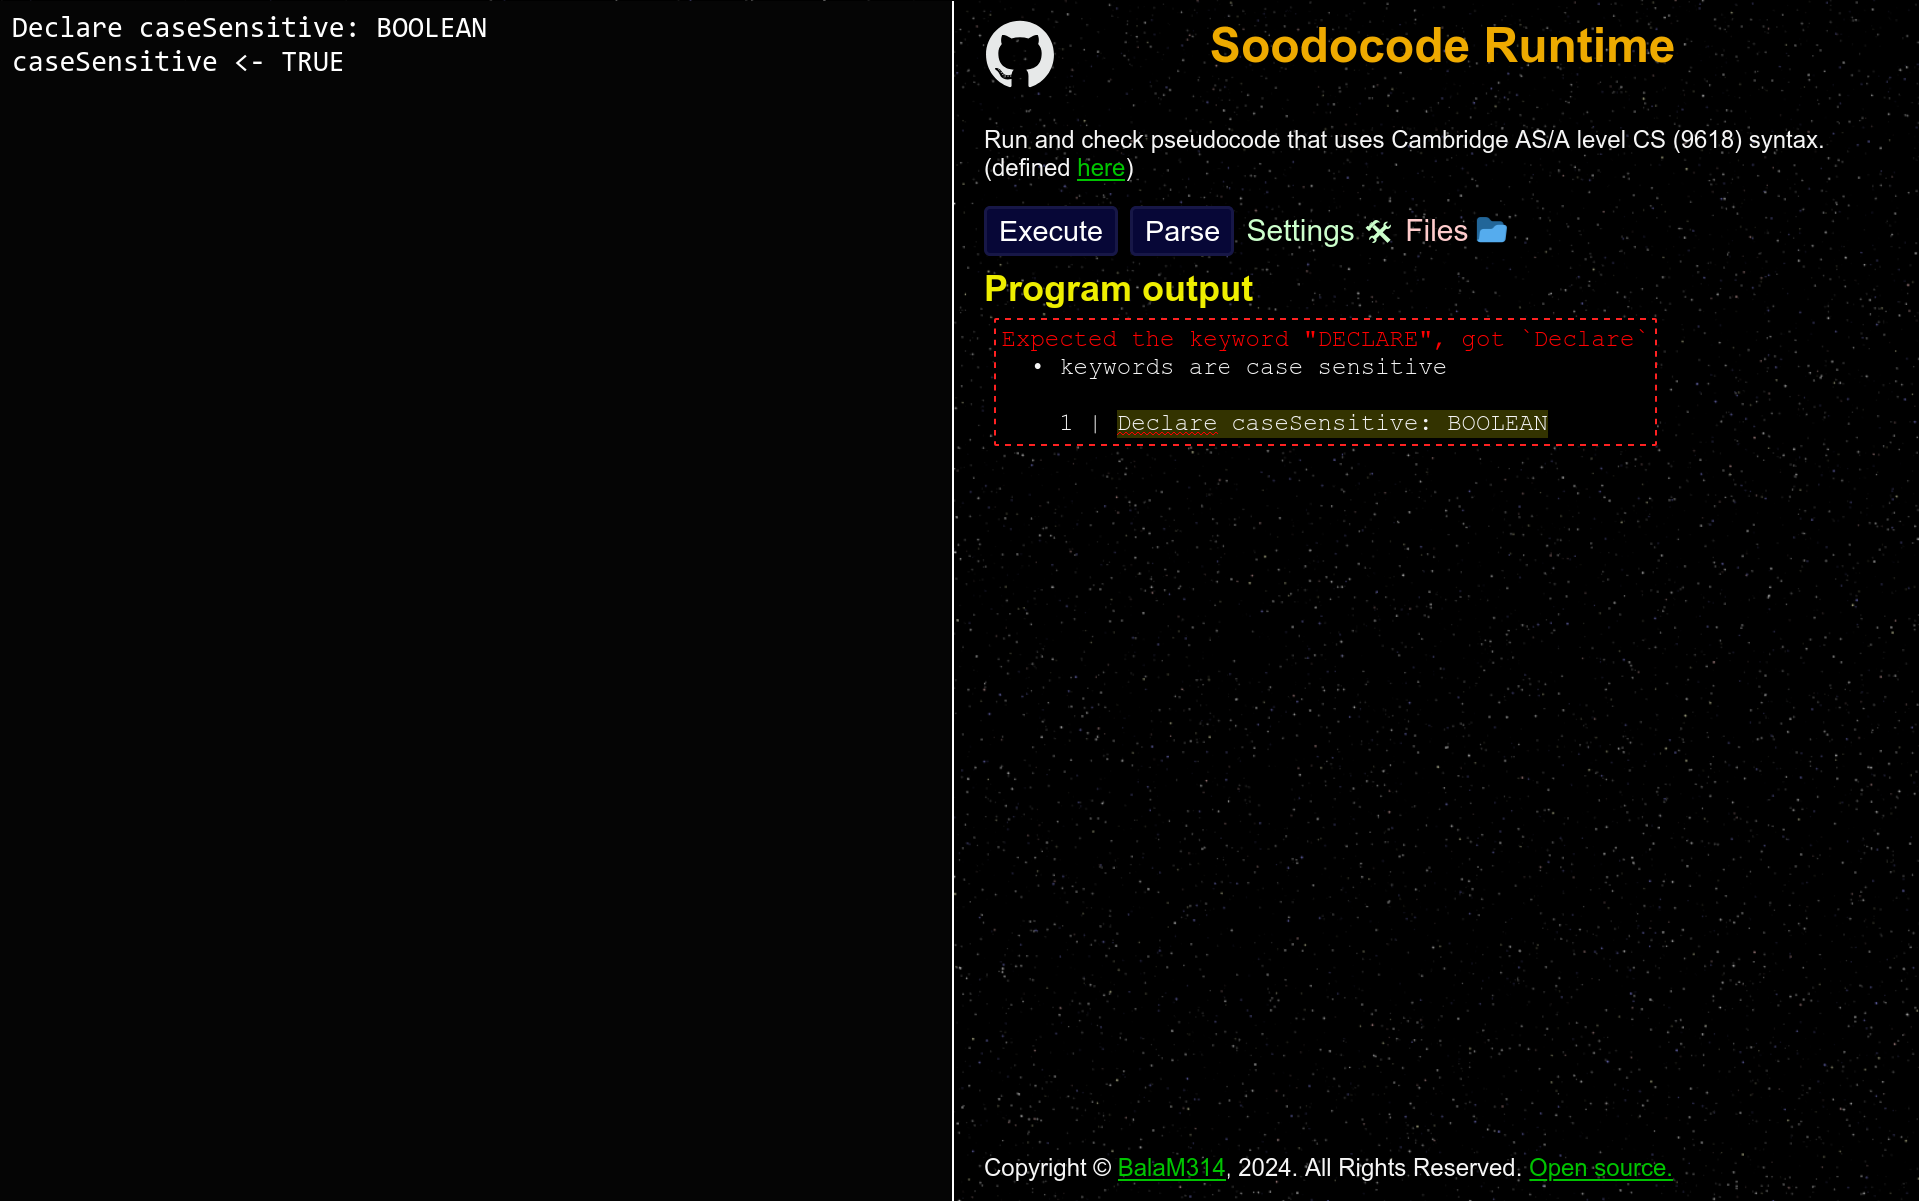 Declare caseSensitive: BOOLEAN
caseSensitive <- TRUE
Soodocode Runtime
Run and check pseudocode that uses Cambridge AS/A level CS (9618) syntax.
(defined here)
Execute Parse Settings 🛠 Files 📂
Program output
Expected the keyword "DECLARE", got `Declare`
• keywords are case sensitive
1 | Declare caseSensitive: BOOLEAN
Copyright © BalaM314, 2024. All Rights Reserved. Open source.